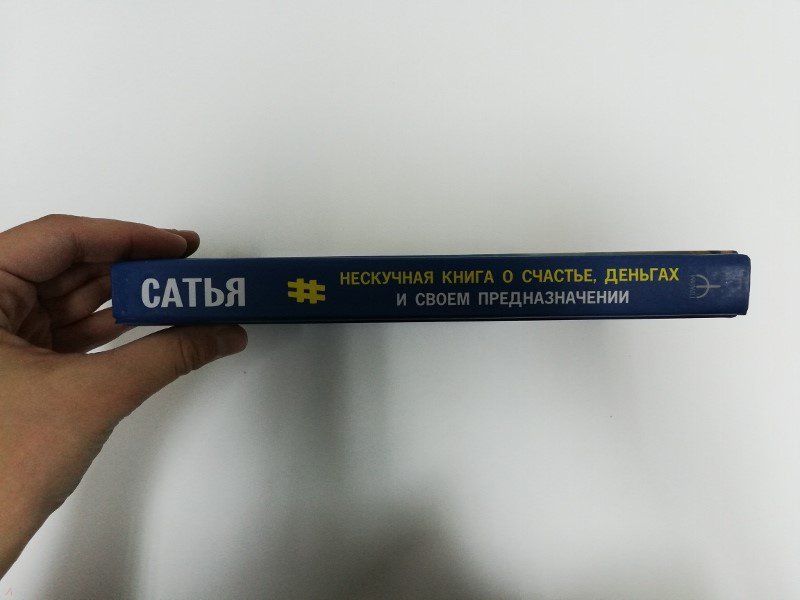 САТЬЯ
#
НЕСКУЧНАЯ КНИГА О СЧАСТЬЕ, ДЕНЬГАХ
И СВОЕМ ПРЕДНАЗНАЧЕНИИ